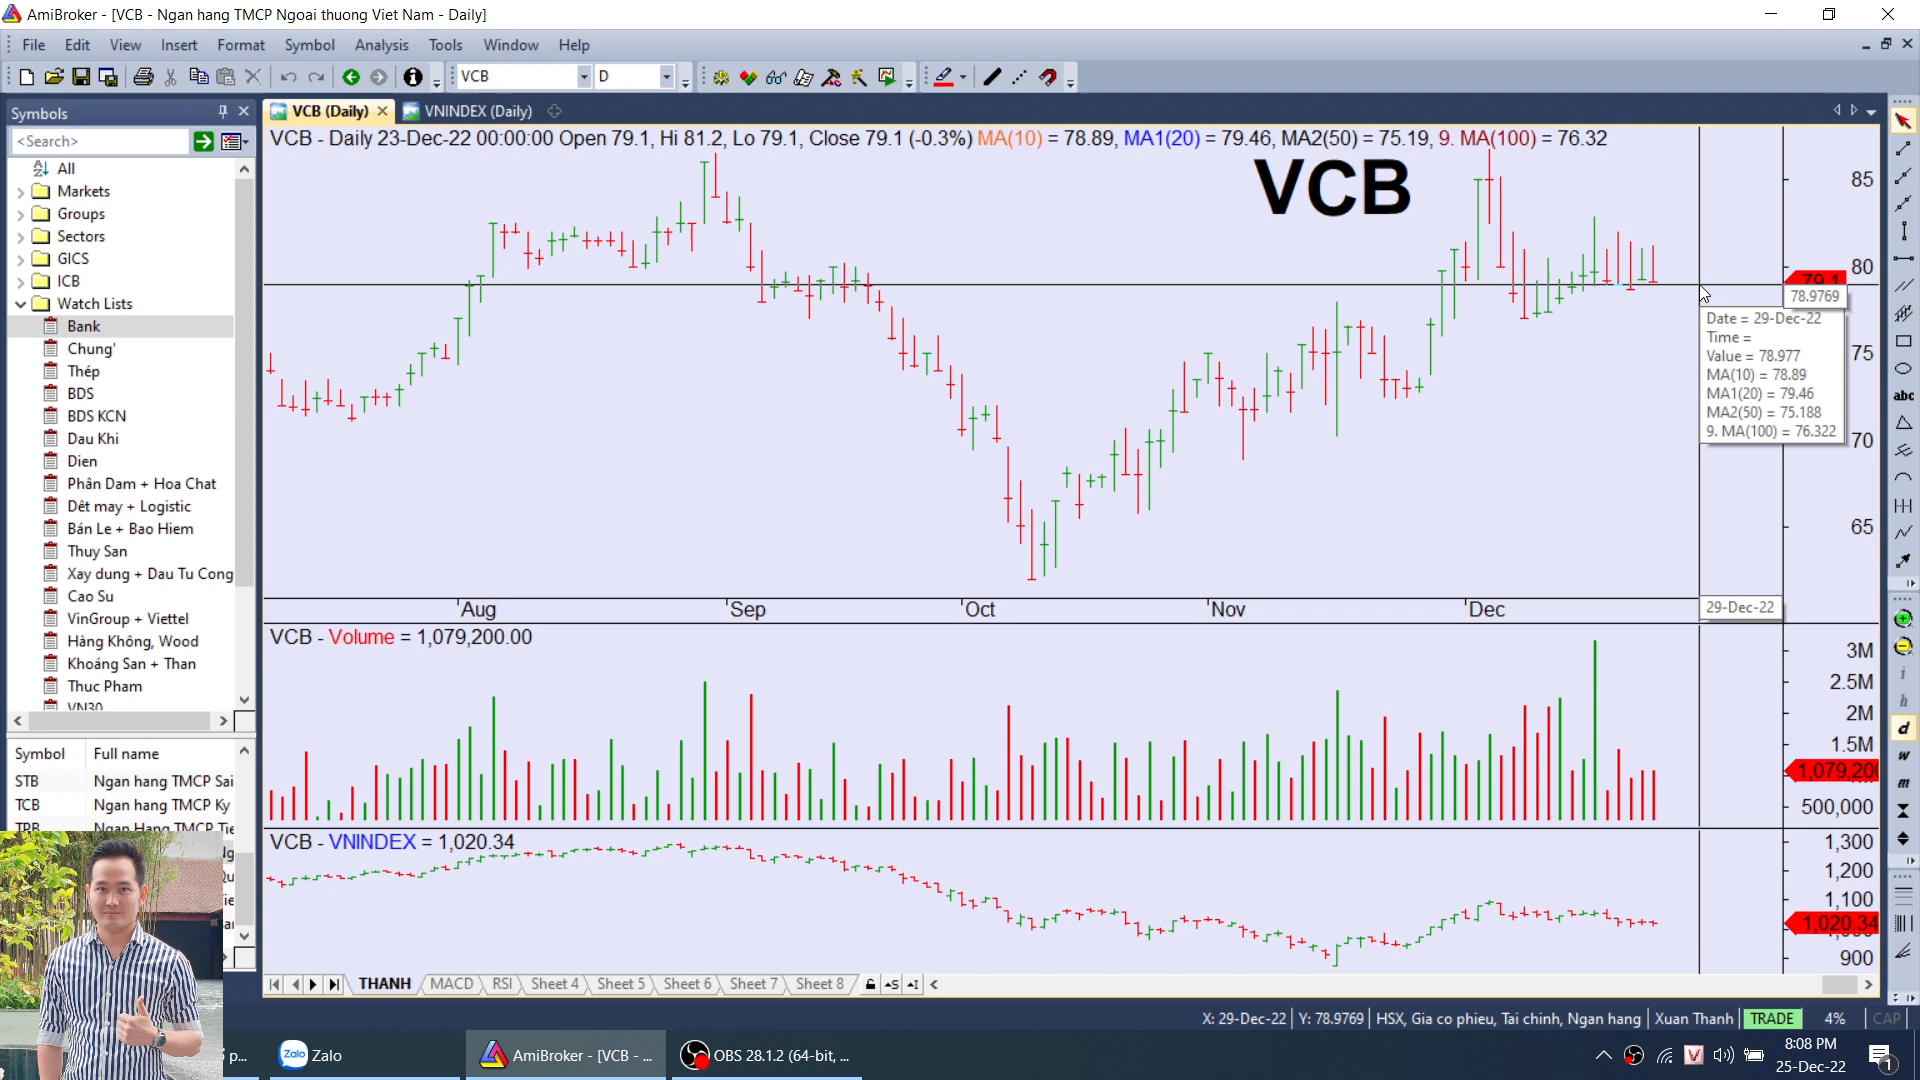 AmiBroker - [VCB - Ngan hang TMCP Ngoai thuong Viet Nam - Daily]
File Edit View Insert Format Symbol Analysis Tools Window Help
VCB D
Symbols
VCB (Daily) VNINDEX (Daily)
<Search>
VCB - Daily 23-Dec-22 00:00:00 Open 79.1, Hi 81.2, Lo 79.1, Close 79.1 (-0.3%) MA(10) = 78.89, MA1(20) = 79.46, MA2(50) = 75.19, 9. MA(100) = 76.32
VCB
All
Markets
Groups
Sectors
GICS
ICB
Watch Lists
Bank
Chung'
Thép
BDS
BDS KCN
Dau Khi
Dien
Phân Dam + Hoa Chat
Dêt may + Logistic
Bán Le + Bao Hiem
Thuy San
Xay dung + Dau Tu Cong
Cao Su
VinGroup + Viettel
Hàng Không, Wood
Khoáng San + Than
Thuc Pham
VN30
85
80
79.1
78.9769
75
70
65
Date = 29-Dec-22
Time =
Value = 78.977
MA(10) = 78.89
MA1(20) = 79.46
MA2(50) = 75.188
9. MA(100) = 76.322
Aug Sep Oct Nov Dec 29-Dec-22
VCB - Volume = 1,079,200.00
3M
2.5M
2M
1.5M
1,079,20
500,000
VCB - VNINDEX = 1,020.34
1,300
1,200
1,100
1,020.34
900
Symbol Full name
STB Ngan hang TMCP Sai
TCB Ngan hang TMCP Ky
TPB Ngan Hang TMCP Tie
THANH MACD RSI Sheet 4 Sheet 5 Sheet 6 Sheet 7 Sheet 8
abc
d
w
m
X: 29-Dec-22 Y: 78.9769 HSX, Gia co phieu, Tai chinh, Ngan hang Xuan Thanh TRADE 4% CAP
p...
Zalo Zalo
AmiBroker - [VCB - ...
OBS 28.1.2 (64-bit, ...
V
8:08 PM
25-Dec-22
1